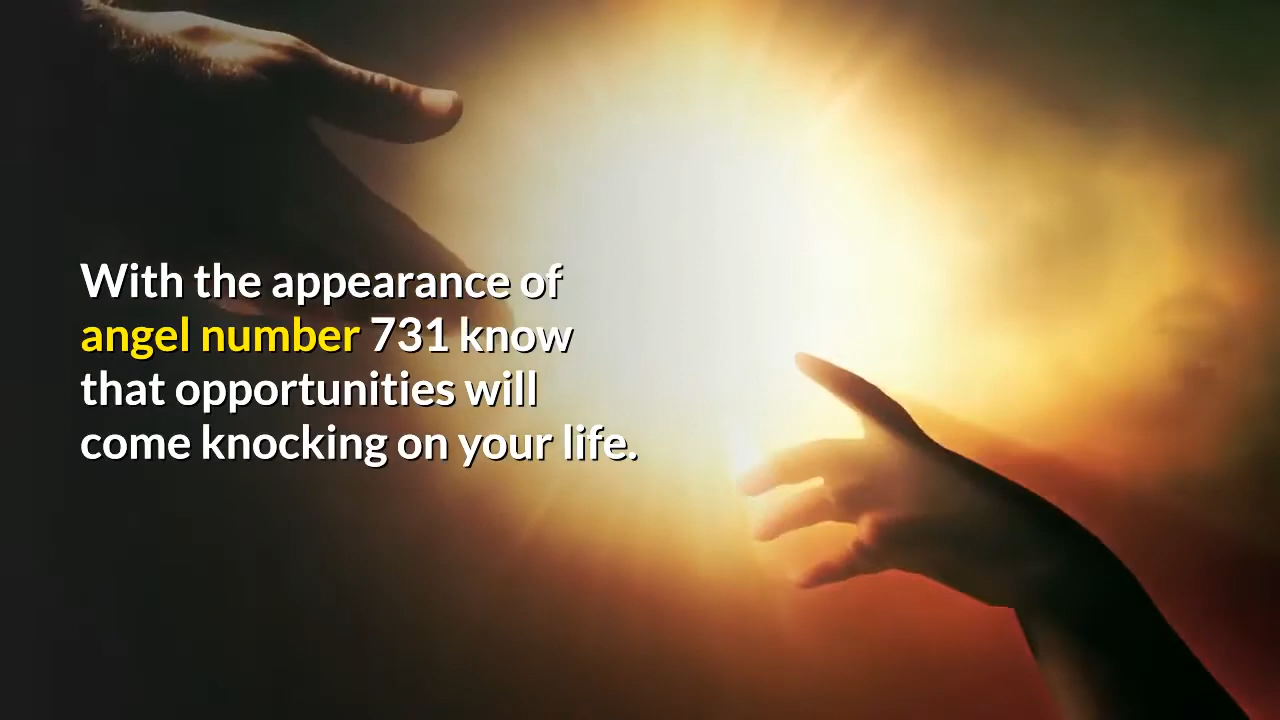 With the appearance of
angel number 731 know
that opportunities will
come knocking on your life.